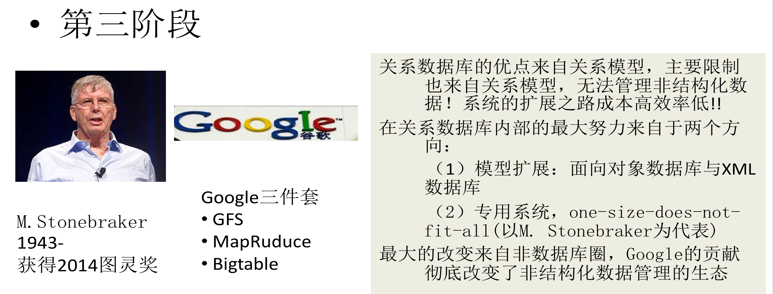 • 第三阶段
Google™
谷歌
M.Stonebraker
1943-
获得2014图灵奖
Google三件套
• GFS
• MapRuduce
• Bigtable
关系数据库的优点来自关系模型，主要限制
也来自关系模型，无法管理非结构化数
据！系统的扩展之路成本高效率低!!
在关系数据库内部的最大努力来自于两个方
向：
（1）模型扩展：面向对象数据库与XML
数据库
（2）专用系统，one-size-does-not-
fit-all(以M. Stonebraker为代表)
最大的改变来自非数据库圈，Google的贡献
彻底改变了非结构化数据管理的生态